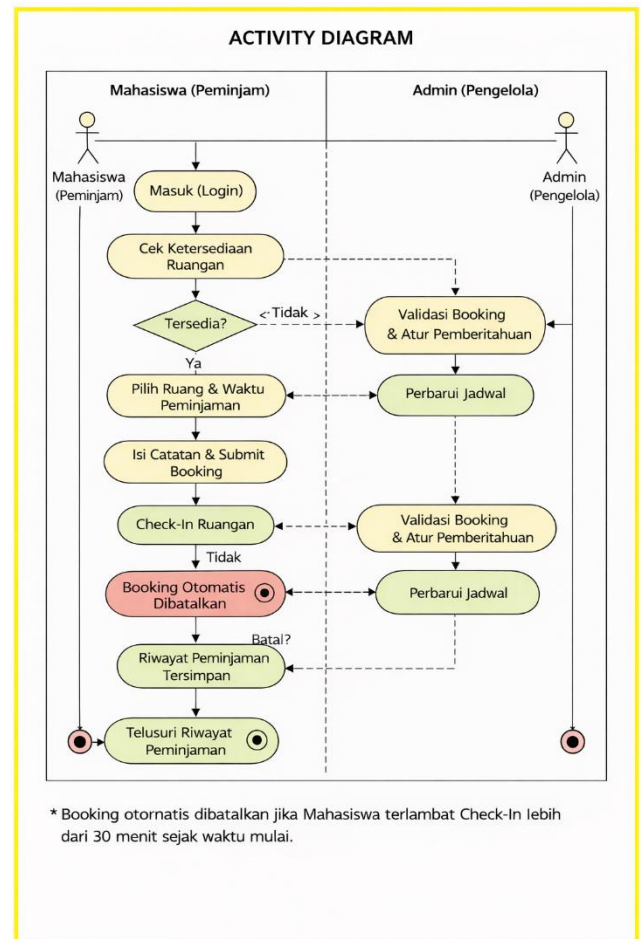 ACTIVITY DIAGRAM
Mahasiswa (Peminjam)
Admin (Pengelola)
Mahasiswa
(Peminjam)
Admin
(Pengelola)
Masuk (Login)
Cek Ketersediaan
Ruangan
Tersedia?
Tidak
Validasi Booking
& Atur Pemberitahuan
Ya
Pilih Ruang & Waktu
Peminjaman
Perbarui Jadwal
Isi Catatan & Submit
Booking
Check-In Ruangan
Validasi Booking
& Atur Pemberitahuan
Tidak
Booking Otomatis
Dibatalkan
Perbarui Jadwal
Batal?
Riwayat Peminjaman
Tersimpan
Telusuri Riwayat
Peminjaman
* Booking otornatis dibatalkan jika Mahasiswa terlambat Check-In lebih
dari 30 menit sejak waktu mulai.